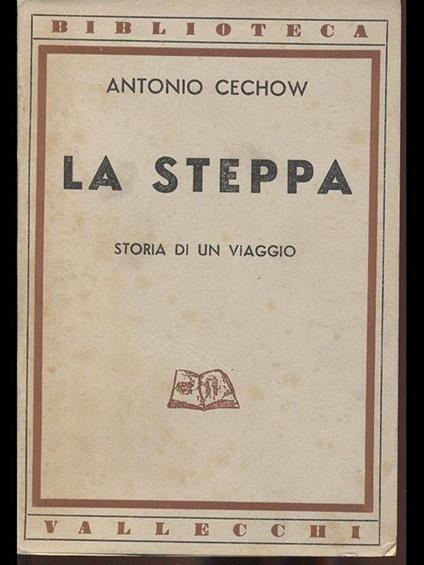 BIBLIOTECA
ANTONIO CECHOW
LA STEPPA
STORIA DI UN VIAGGIO
VALLECCHI